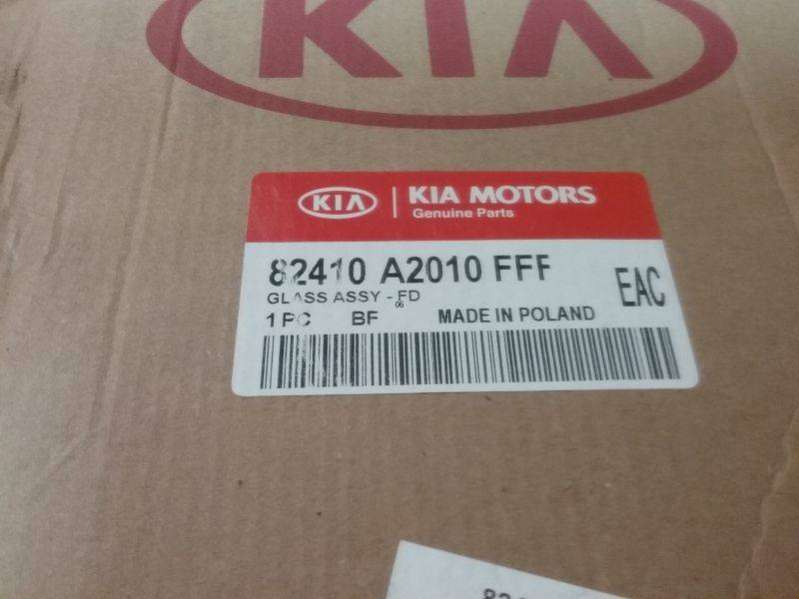 KIA
KIA KIA MOTORS
Genuine Parts
82410 A2010 FFF
GLASS ASSY - FD
06
EAC
1 PC BF MADE IN POLAND